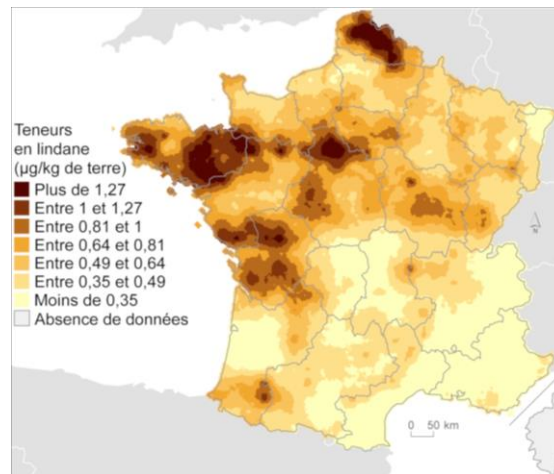 Teneurs
en lindane
(µg/kg de terre)
Plus de 1,27
Entre 1 et 1,27
Entre 0,81 et 1
Entre 0,64 et 0,81
Entre 0,49 et 0,64
Entre 0,35 et 0,49
Moins de 0,35
Absence de données
N
0 50 km